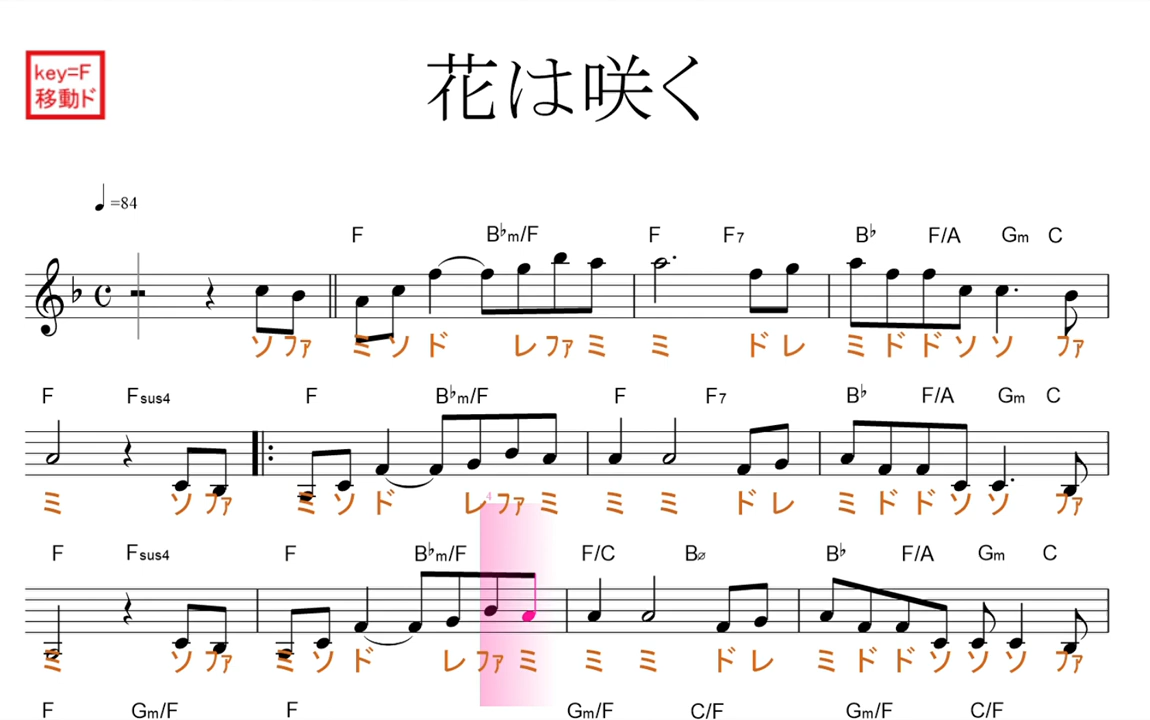 花は咲く
key=F
移動ド
=84
F B♭m/F F F7 B♭ F/A Gm C
ソ ファ ミ ソ ド レ ファ ミ ミ ド レ ミ ド ド ソ ソ ファ
F Fsus4 F B♭m/F F F7 B♭ F/A Gm C
ミ ソ ファ ミ ソ ド レ ファ ミ ミ ミ ド レ ミ ド ド ソ ソ ファ
4
F Fsus4 F B♭m/F F/C Bø B♭ F/A Gm C
ミ ソ ファ ミ ソ ド レ ファ ミ ミ ミ ド レ ミ ド ド ソ ソ ソ ファ
F Gm/F F Gm/F C/F Gm/F C/F